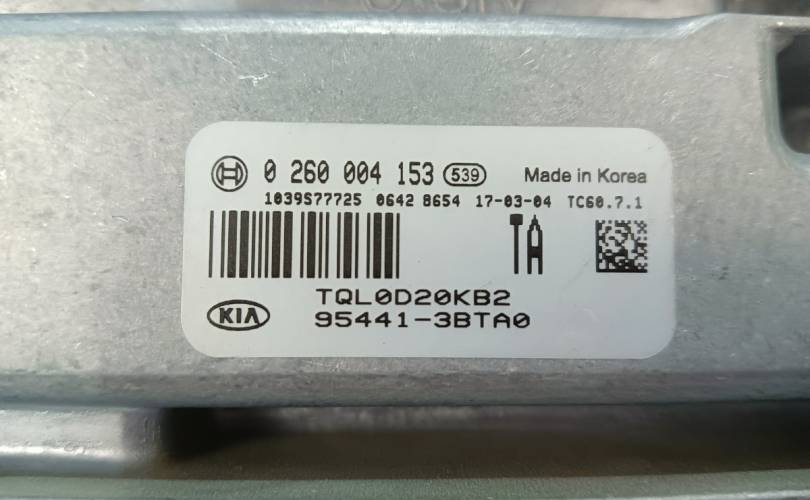 0 260 004 153 539 Made in Korea
1039S77725 0642 8654 17-03-04 TC60.7.1
TA
TQL0D20KB2
KIA 95441-3BTA0